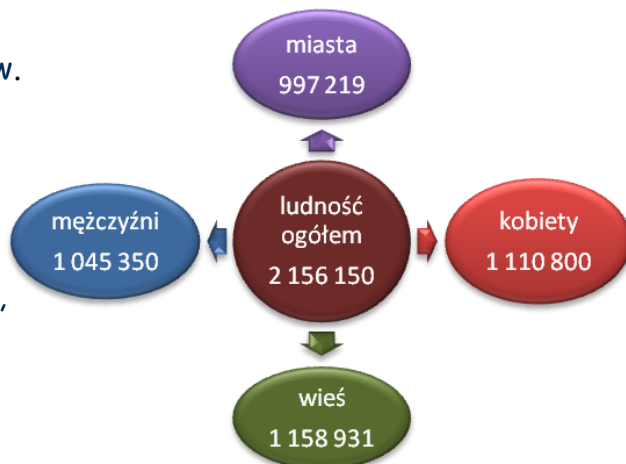 miasta
997 219
w.
mężczyźni
1 045 350
ludność
ogółem
2 156 150
kobiety
1 110 800
,
wieś
1 158 931